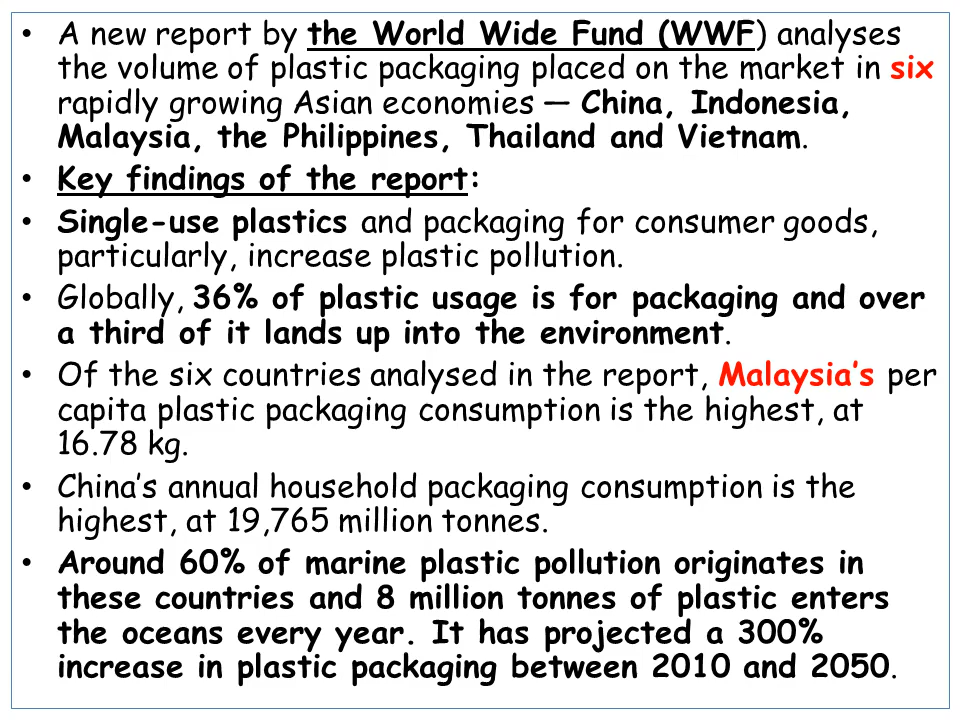 • A new report by the World Wide Fund (WWF) analyses
the volume of plastic packaging placed on the market in six
rapidly growing Asian economies — China, Indonesia,
Malaysia, the Philippines, Thailand and Vietnam.
• Key findings of the report:
• Single-use plastics and packaging for consumer goods,
particularly, increase plastic pollution.
• Globally, 36% of plastic usage is for packaging and over
a third of it lands up into the environment.
• Of the six countries analysed in the report, Malaysia’s per
capita plastic packaging consumption is the highest, at
16.78 kg.
• China’s annual household packaging consumption is the
highest, at 19,765 million tonnes.
• Around 60% of marine plastic pollution originates in
these countries and 8 million tonnes of plastic enters
the oceans every year. It has projected a 300%
increase in plastic packaging between 2010 and 2050.